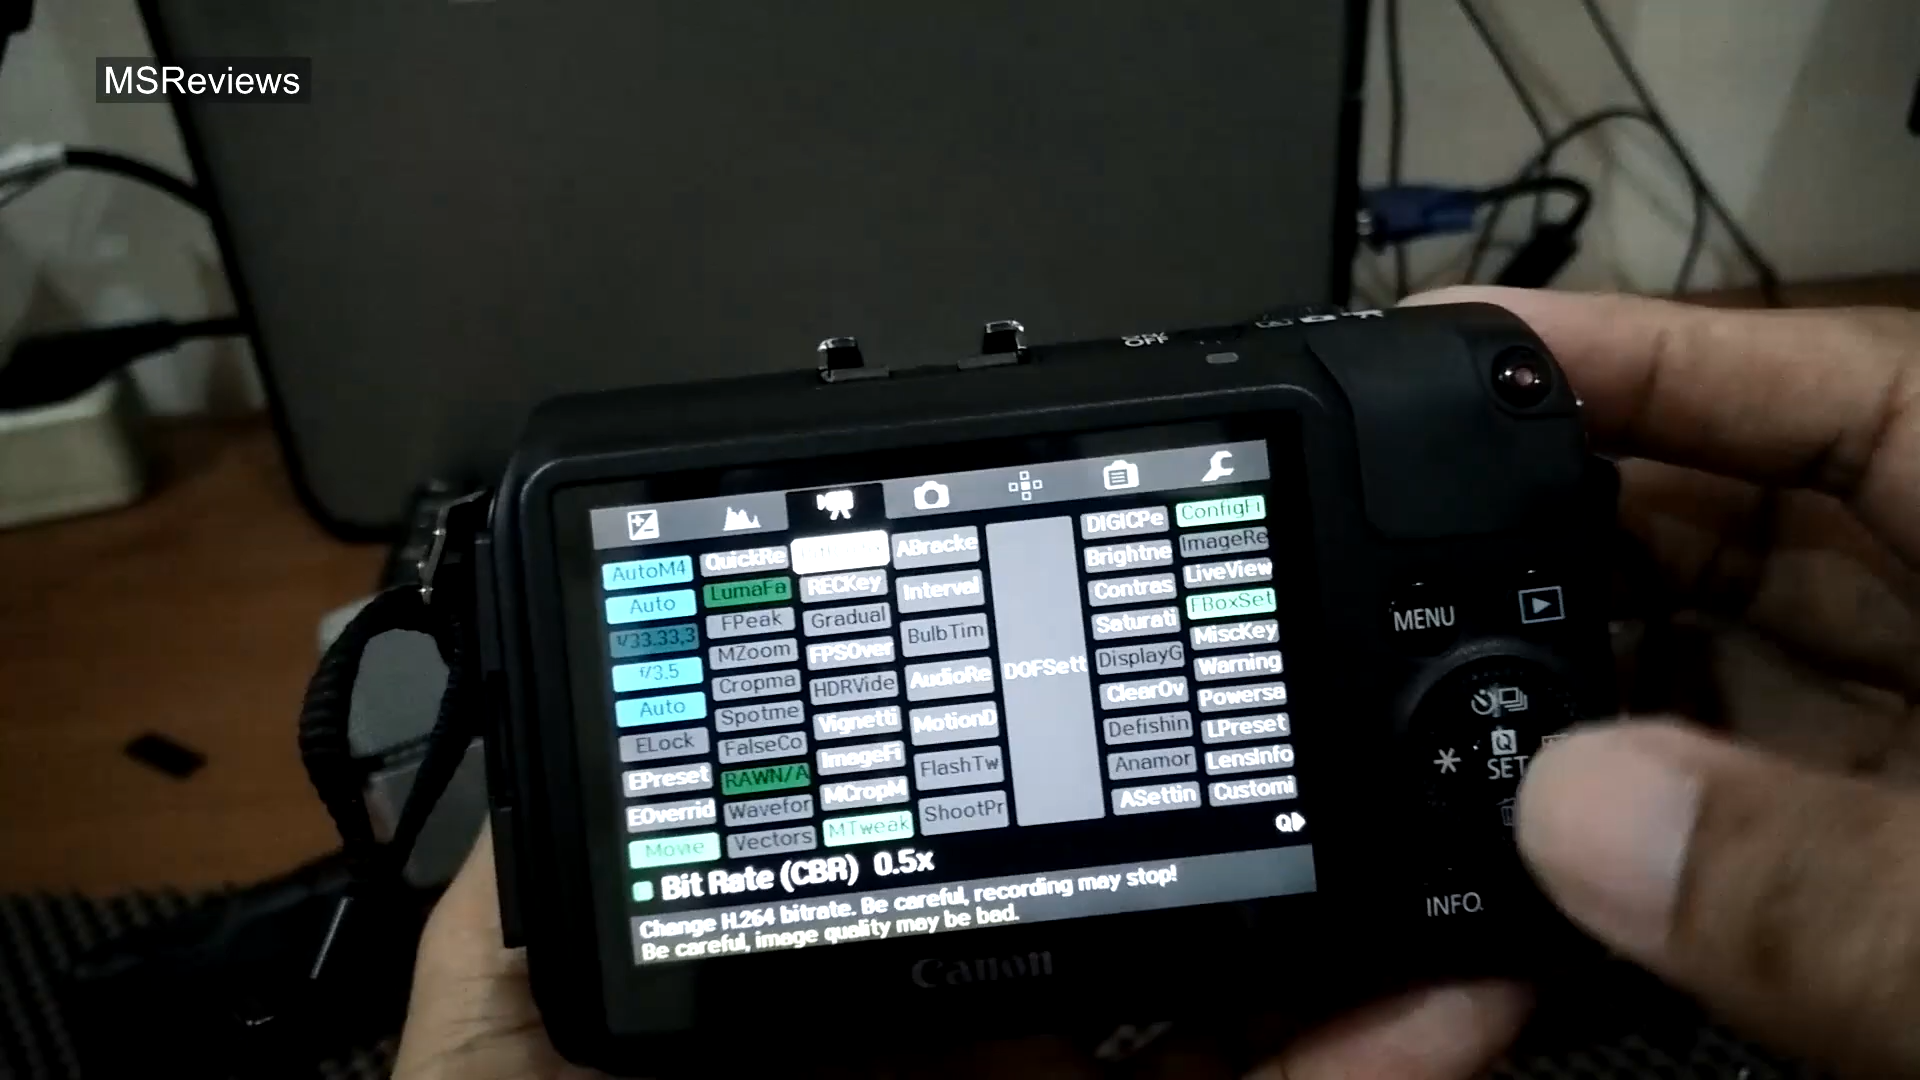 MSReviews
OFF
AutoM4
Auto
f/3.5
Auto
ELock
EPreset
EOverrid
Movie
QuickRe
LumaFa
FPeak
MZoom
Cropma
Spotme
FalseCo
RAWN/A
Wavefor
Vectors
RECKey
Gradual
FPSOver
HDRVide
Vignetti
ImageFi
MCropM
MTweak
ABracke
Interval
BulbTim
AudioRe
MotionD
FlashTw
ShootPr
DOFSett
DIGICPe
Brightne
Contras
Saturati
DisplayG
ClearOv
Defishin
Anamor
ASettin
ConfigFi
ImageRe
LiveView
FBoxSet
MiscKey
Warning
Powersa
LPreset
LensInfo
Customi
Q
Bit Rate (CBR) 0.5x
Change H.264 bitrate. Be careful, recording may stop!
Be careful, image quality may be bad.
Canon
MENU
Q
SET
INFO.